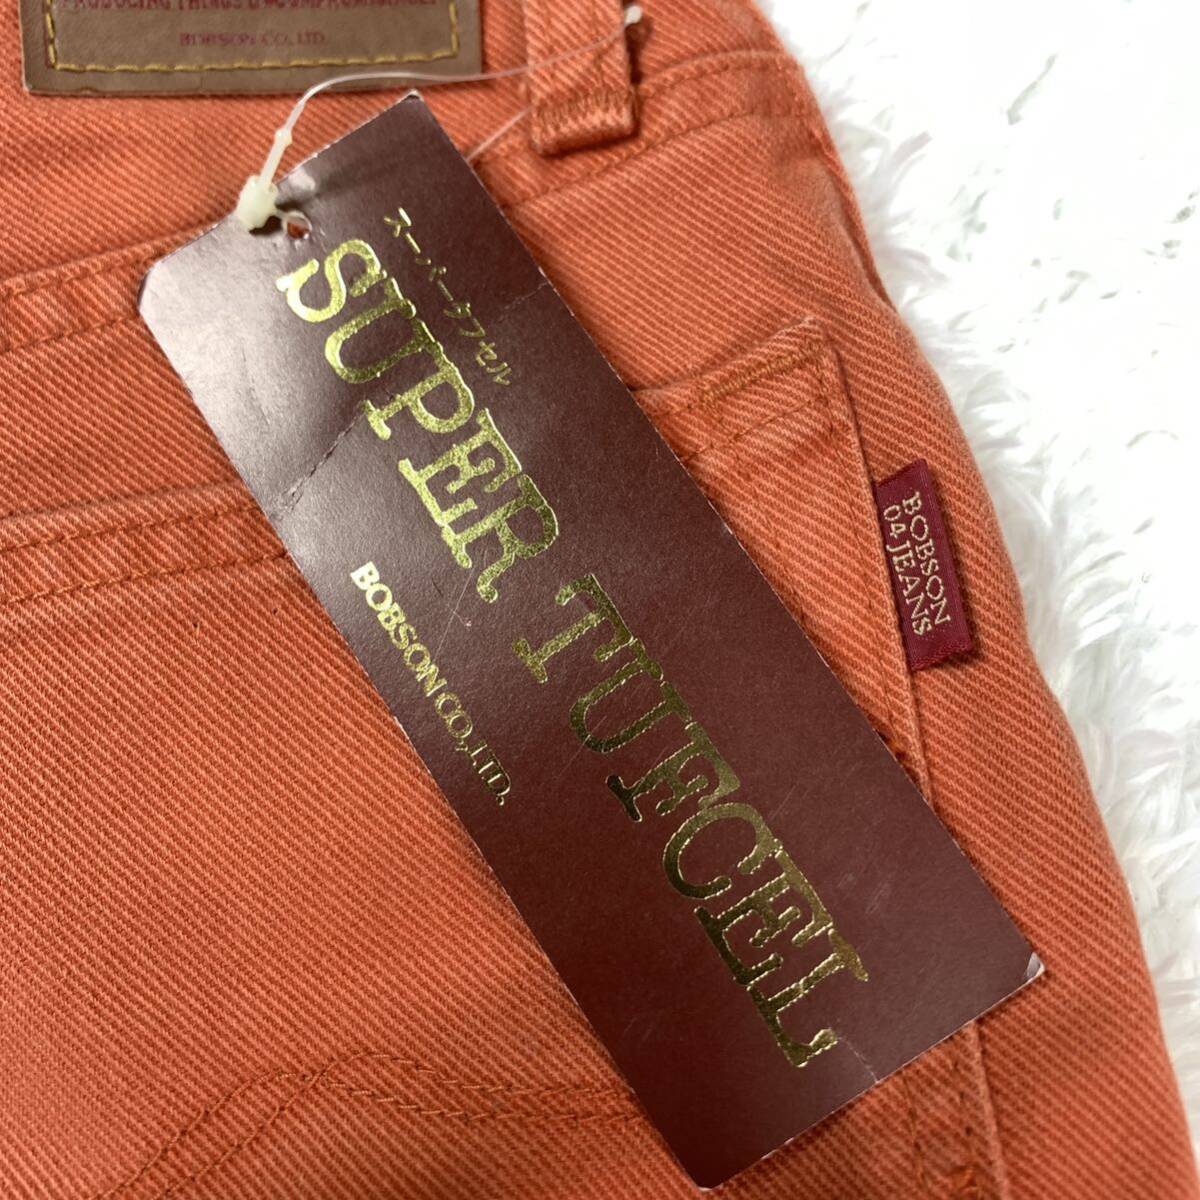 BOBSON CO., LTD.
スーパータフセル
SUPER TUFCEL
BOBSON CO., LTD.
BOBSON
04 JEANS